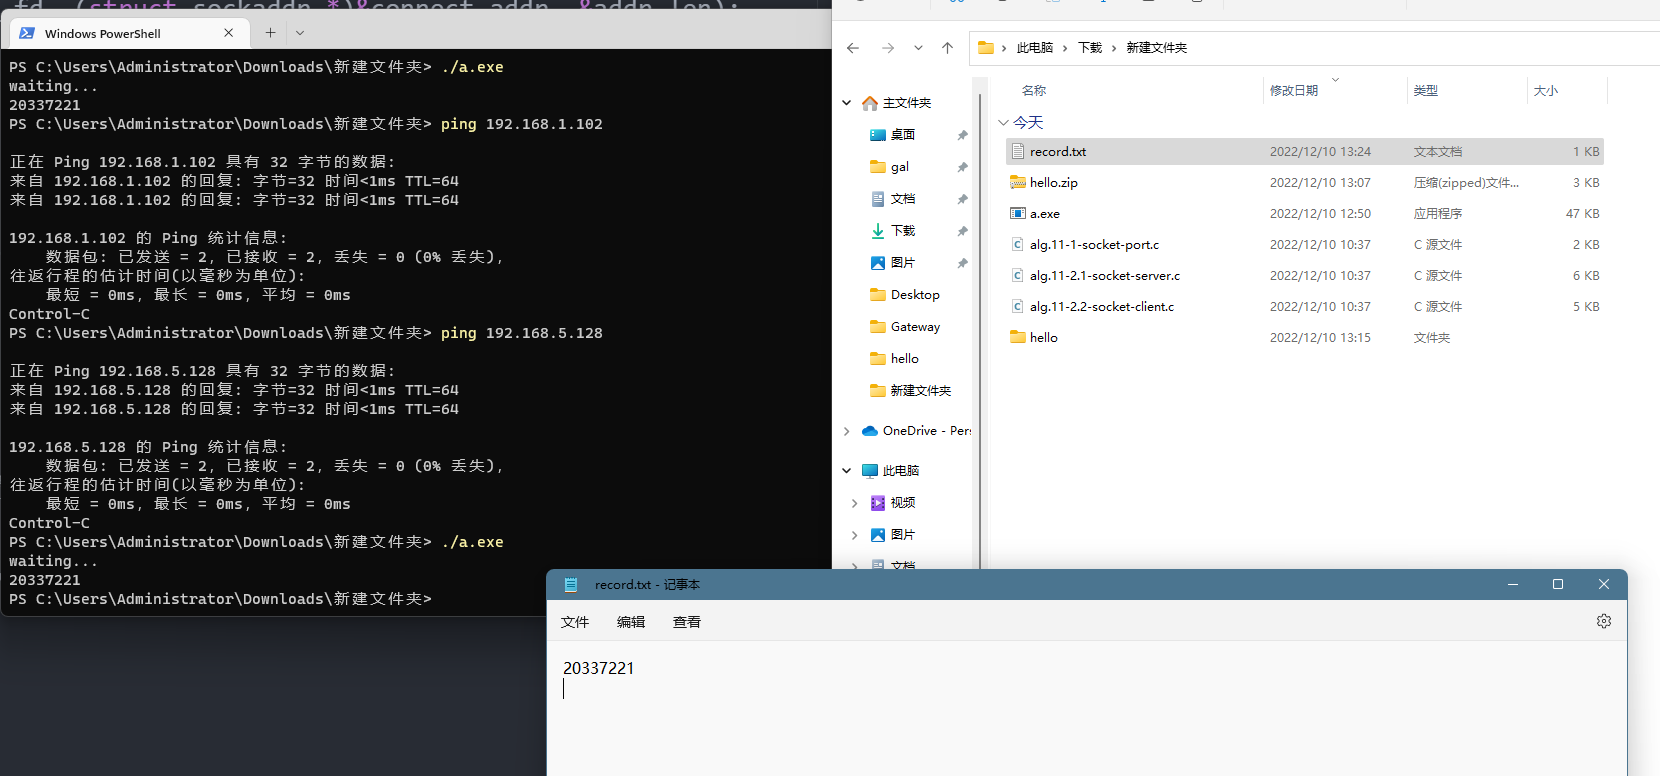 fd, (struct sockaddr *)&connect_addr, &addr_len);
Windows PowerShell
PS C:\Users\Administrator\Downloads\新建文件夹> ./a.exe
waiting...
20337221
PS C:\Users\Administrator\Downloads\新建文件夹> ping 192.168.1.102
正在 Ping 192.168.1.102 具有 32 字节的数据:
来自 192.168.1.102 的回复: 字节=32 时间<1ms TTL=64
来自 192.168.1.102 的回复: 字节=32 时间<1ms TTL=64
192.168.1.102 的 Ping 统计信息:
数据包: 已发送 = 2, 已接收 = 2, 丢失 = 0 (0% 丢失),
往返行程的估计时间(以毫秒为单位):
最短 = 0ms, 最长 = 0ms, 平均 = 0ms
Control-C
PS C:\Users\Administrator\Downloads\新建文件夹> ping 192.168.5.128
正在 Ping 192.168.5.128 具有 32 字节的数据:
来自 192.168.5.128 的回复: 字节=32 时间<1ms TTL=64
来自 192.168.5.128 的回复: 字节=32 时间<1ms TTL=64
192.168.5.128 的 Ping 统计信息:
数据包: 已发送 = 2, 已接收 = 2, 丢失 = 0 (0% 丢失),
往返行程的估计时间(以毫秒为单位):
最短 = 0ms, 最长 = 0ms, 平均 = 0ms
Control-C
PS C:\Users\Administrator\Downloads\新建文件夹> ./a.exe
waiting...
20337221
PS C:\Users\Administrator\Downloads\新建文件夹>
此电脑 › 下载 › 新建文件夹
主文件夹
桌面
gal
文档
下载
图片
Desktop
Gateway
hello
新建文件夹
OneDrive - Pers
此电脑
视频
图片
文档
名称 修改日期 类型 大小
今天
record.txt 2022/12/10 13:24 文本文档 1 KB
hello.zip 2022/12/10 13:07 压缩(zipped)文件... 3 KB
a.exe 2022/12/10 12:50 应用程序 47 KB
alg.11-1-socket-port.c 2022/12/10 10:37 C 源文件 2 KB
alg.11-2.1-socket-server.c 2022/12/10 10:37 C 源文件 6 KB
alg.11-2.2-socket-client.c 2022/12/10 10:37 C 源文件 5 KB
hello 2022/12/10 13:15 文件夹
record.txt - 记事本
文件 编辑 查看
20337221